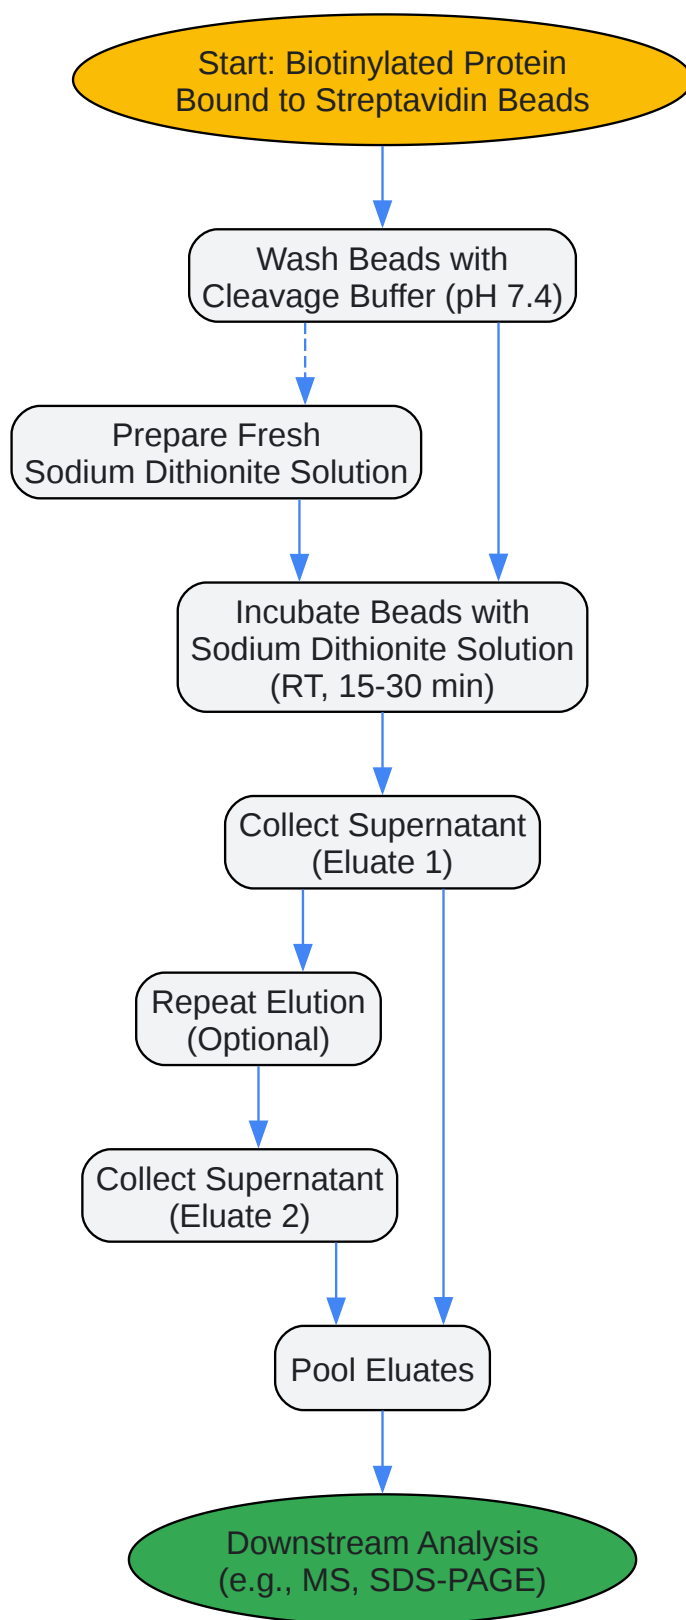 Start: Biotinylated Protein
Bound to Streptavidin Beads
Wash Beads with
Cleavage Buffer (pH 7.4)
Prepare Fresh
Sodium Dithionite Solution
Incubate Beads with
Sodium Dithionite Solution
(RT, 15-30 min)
Collect Supernatant
(Eluate 1)
Repeat Elution
(Optional)
Collect Supernatant
(Eluate 2)
Pool Eluates
Downstream Analysis
(e.g., MS, SDS-PAGE)